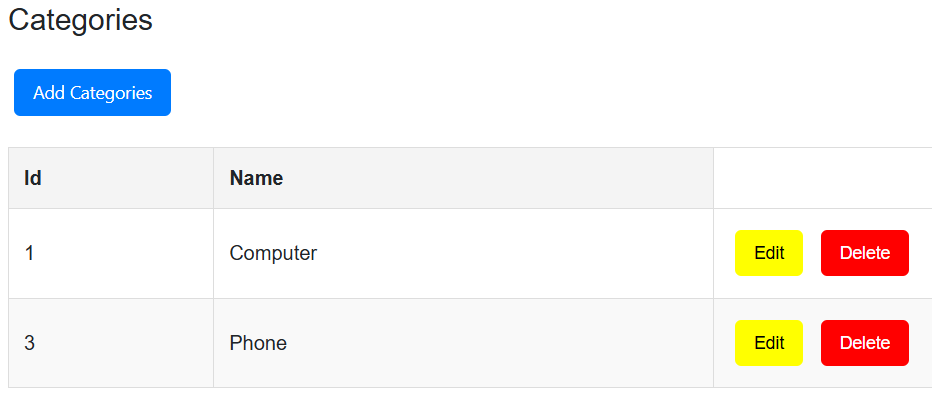 Categories
Add Categories
Id Name
1 Computer Edit Delete
3 Phone Edit Delete